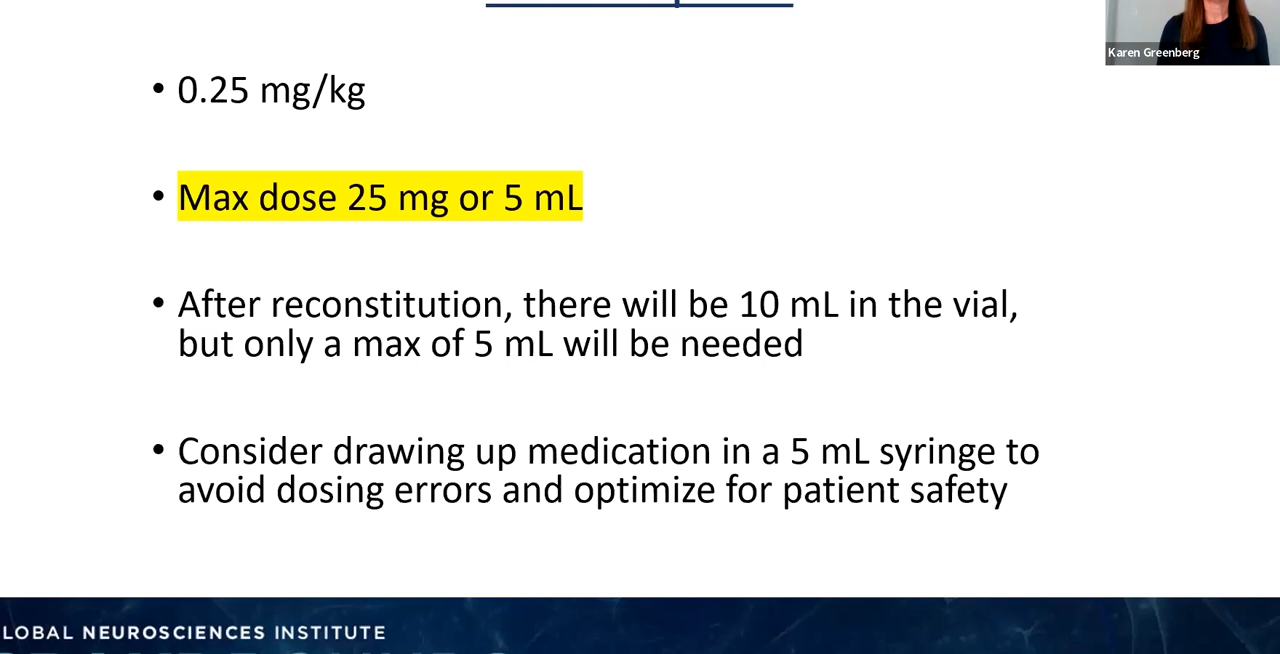 Karen Greenberg
• 0.25 mg/kg
• Max dose 25 mg or 5 mL
• After reconstitution, there will be 10 mL in the vial,
but only a max of 5 mL will be needed
• Consider drawing up medication in a 5 mL syringe to
avoid dosing errors and optimize for patient safety
LOBAL NEUROSCIENCES INSTITUTE